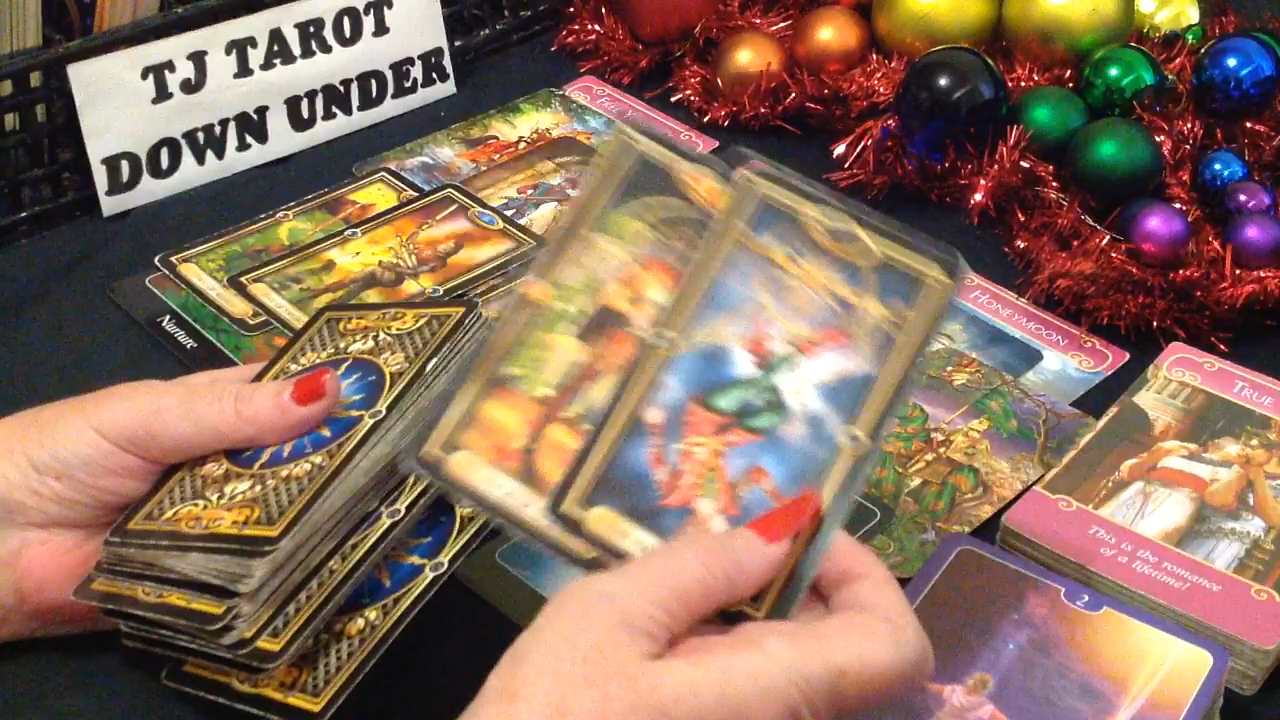 TJ TAROT
DOWN UNDER
Nurture
HONEYMOON
TRUE
This is the romance
of a lifetime!
2